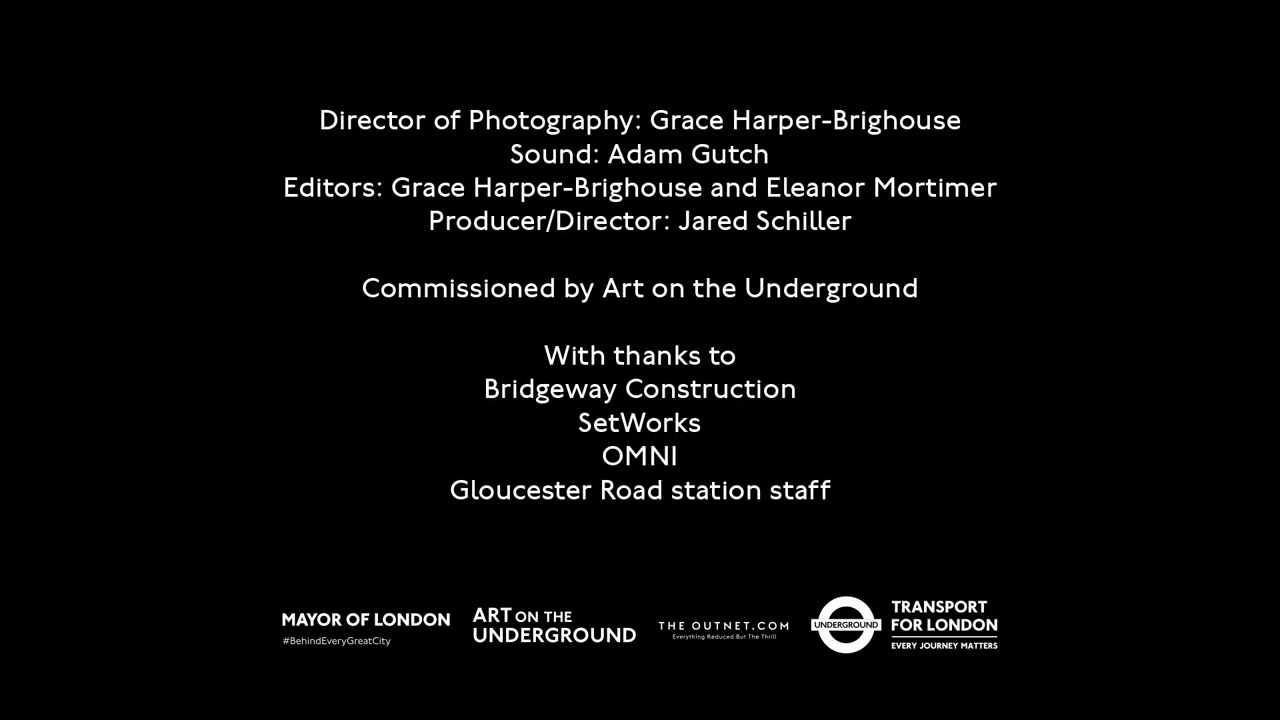 Director of Photography: Grace Harper-Brighouse
Sound: Adam Gutch
Editors: Grace Harper-Brighouse and Eleanor Mortimer
Producer/Director: Jared Schiller
Commissioned by Art on the Underground
With thanks to
Bridgeway Construction
SetWorks
OMNI
Gloucester Road station staff
MAYOR OF LONDON
#BehindEveryGreatCity
ART ON THE
UNDERGROUND
THE OUTNET.COM
Everything Reduced But The Thrill
UNDERGROUND
TRANSPORT
FOR LONDON
EVERY JOURNEY MATTERS